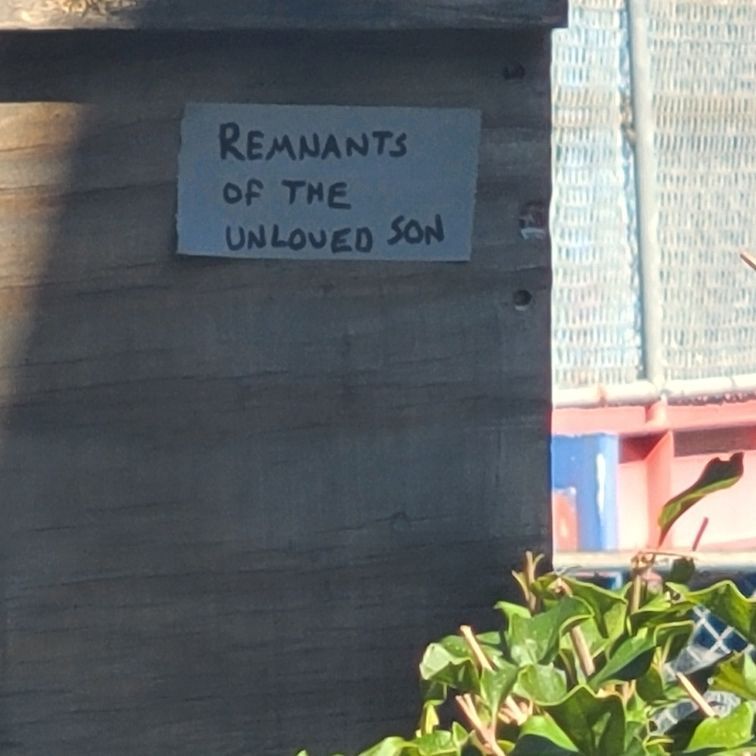 REMNANTS
OF THE
UNLOVED SON